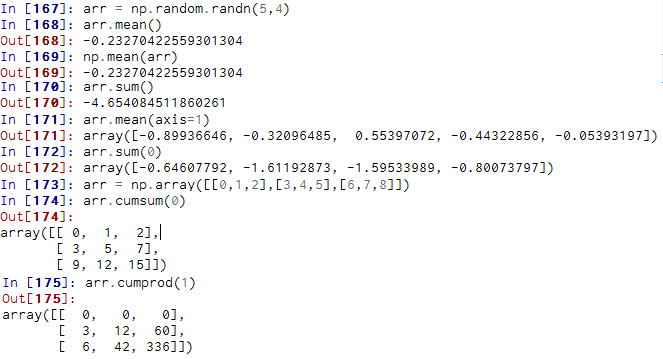 In [167]: arr = np.random.randn(5,4)
In [168]: arr.mean()
Out[168]: -0.23270422559301304
In [169]: np.mean(arr)
Out[169]: -0.23270422559301304
In [170]: arr.sum()
Out[170]: -4.654084511860261
In [171]: arr.mean(axis=1)
Out[171]: array([-0.89936646, -0.32096485,  0.55397072, -0.44322856, -0.05393197])
In [172]: arr.sum(0)
Out[172]: array([-0.64607792, -1.61192873, -1.59533989, -0.80073797])
In [173]: arr = np.array([[0,1,2],[3,4,5],[6,7,8]])
In [174]: arr.cumsum(0)
Out[174]:
array([[ 0,  1,  2],
       [ 3,  5,  7],
       [ 9, 12, 15]])
In [175]: arr.cumprod(1)
Out[175]:
array([[  0,   0,   0],
       [  3,  12,  60],
       [  6,  42, 336]])